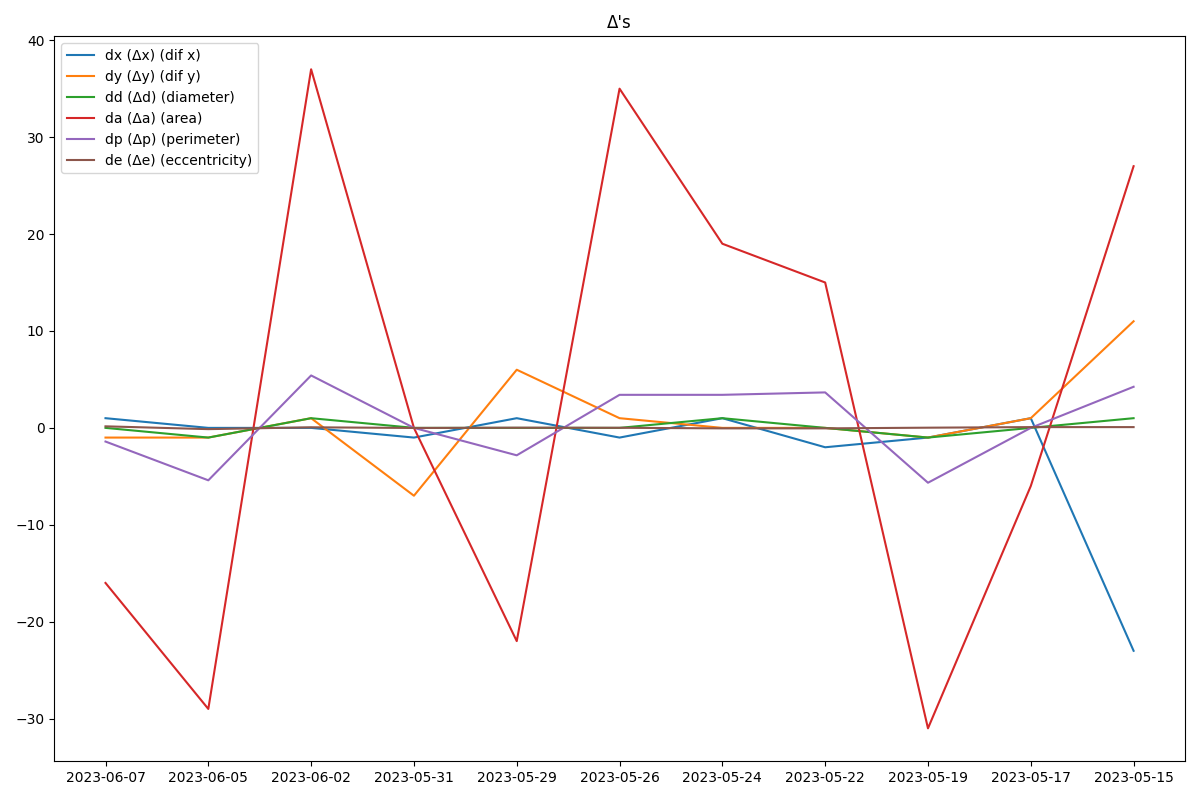 Δ's
40
30
20
10
0
−10
−20
−30
dx (Δx) (dif x)
dy (Δy) (dif y)
dd (Δd) (diameter)
da (Δa) (area)
dp (Δp) (perimeter)
de (Δe) (eccentricity)
2023-06-07 2023-06-05 2023-06-02 2023-05-31 2023-05-29 2023-05-26 2023-05-24 2023-05-22 2023-05-19 2023-05-17 2023-05-15